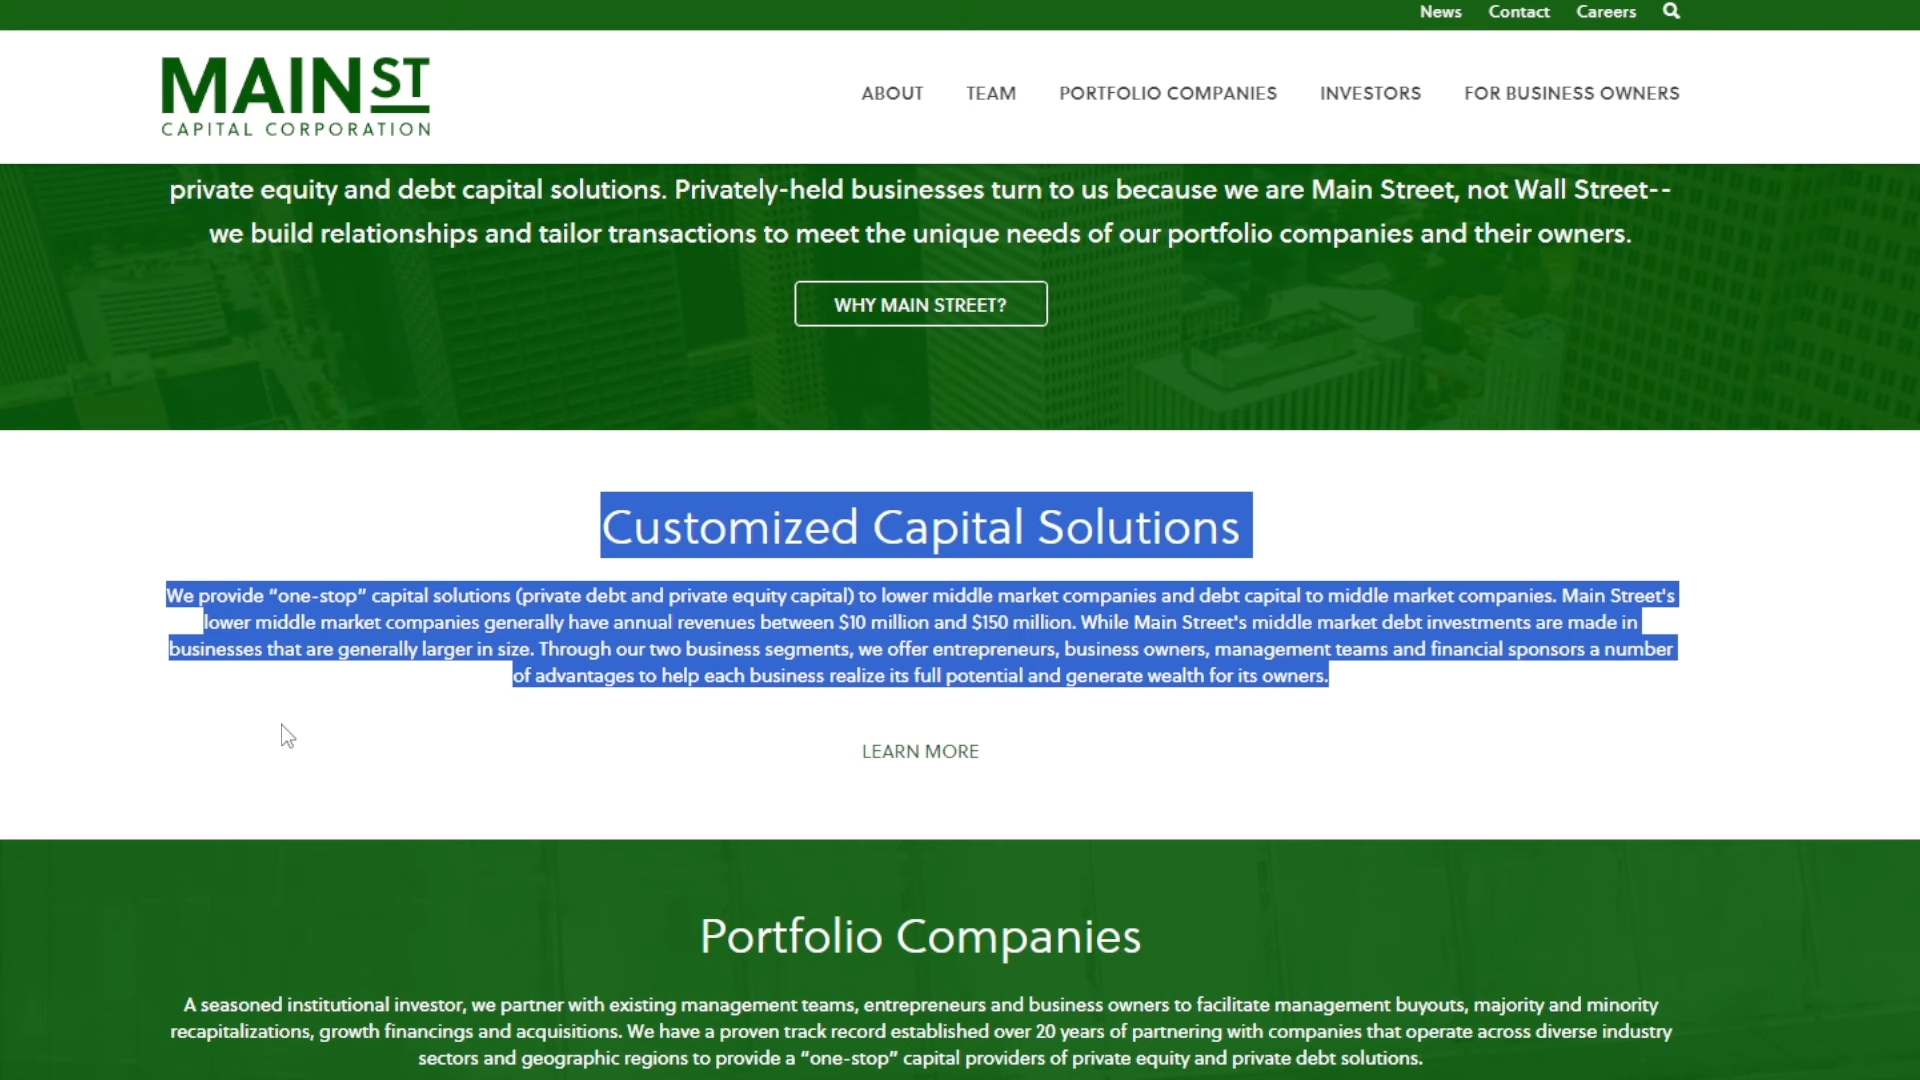 News Contact Careers
MAIN ST
CAPITAL CORPORATION
ABOUT TEAM PORTFOLIO COMPANIES INVESTORS FOR BUSINESS OWNERS
private equity and debt capital solutions. Privately-held businesses turn to us because we are Main Street, not Wall Street--
we build relationships and tailor transactions to meet the unique needs of our portfolio companies and their owners.
WHY MAIN STREET?
Customized Capital Solutions
We provide “one-stop” capital solutions (private debt and private equity capital) to lower middle market companies and debt capital to middle market companies. Main Street's
lower middle market companies generally have annual revenues between $10 million and $150 million. While Main Street's middle market debt investments are made in
businesses that are generally larger in size. Through our two business segments, we offer entrepreneurs, business owners, management teams and financial sponsors a number
of advantages to help each business realize its full potential and generate wealth for its owners.
LEARN MORE
Portfolio Companies
A seasoned institutional investor, we partner with existing management teams, entrepreneurs and business owners to facilitate management buyouts, majority and minority
recapitalizations, growth financings and acquisitions. We have a proven track record established over 20 years of partnering with companies that operate across diverse industry
sectors and geographic regions to provide a “one-stop” capital providers of private equity and private debt solutions.